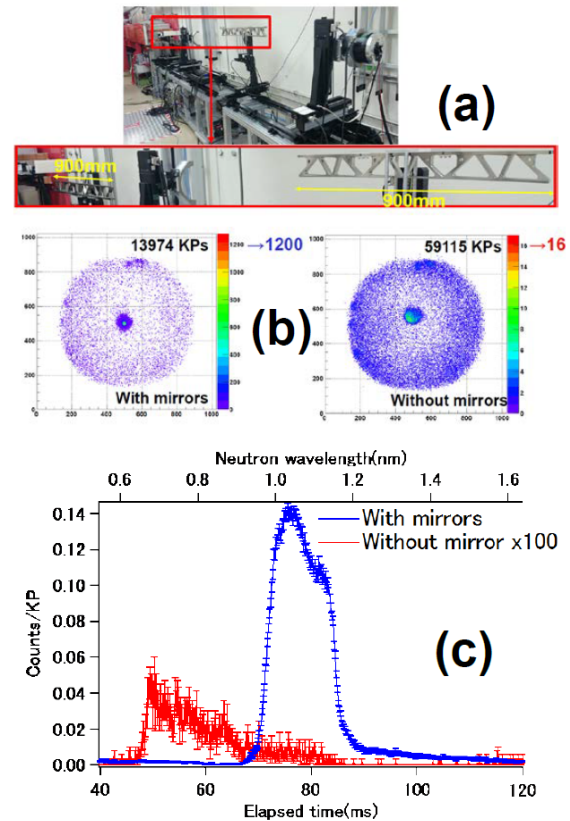 (a)
900mm
900mm
13974 KPs
→1200
59115 KPs
→16
1200
1000
800
600
400
200
0
1000
800
600
400
200
0
With mirrors
0 200 400 600 800 1000
(b)
1000
800
600
400
200
0
16
14
12
10
8
6
4
2
0
Without mirrors
0 200 400 600 800 1000
Neutron wavelength(nm)
0.6 0.8 1.0 1.2 1.4 1.6
0.14
0.12
0.10
0.08
0.06
0.04
0.02
0.00
Counts/KP
With mirrors
Without mirror x100
(c)
40 60 80 100 120
Elapsed time(ms)